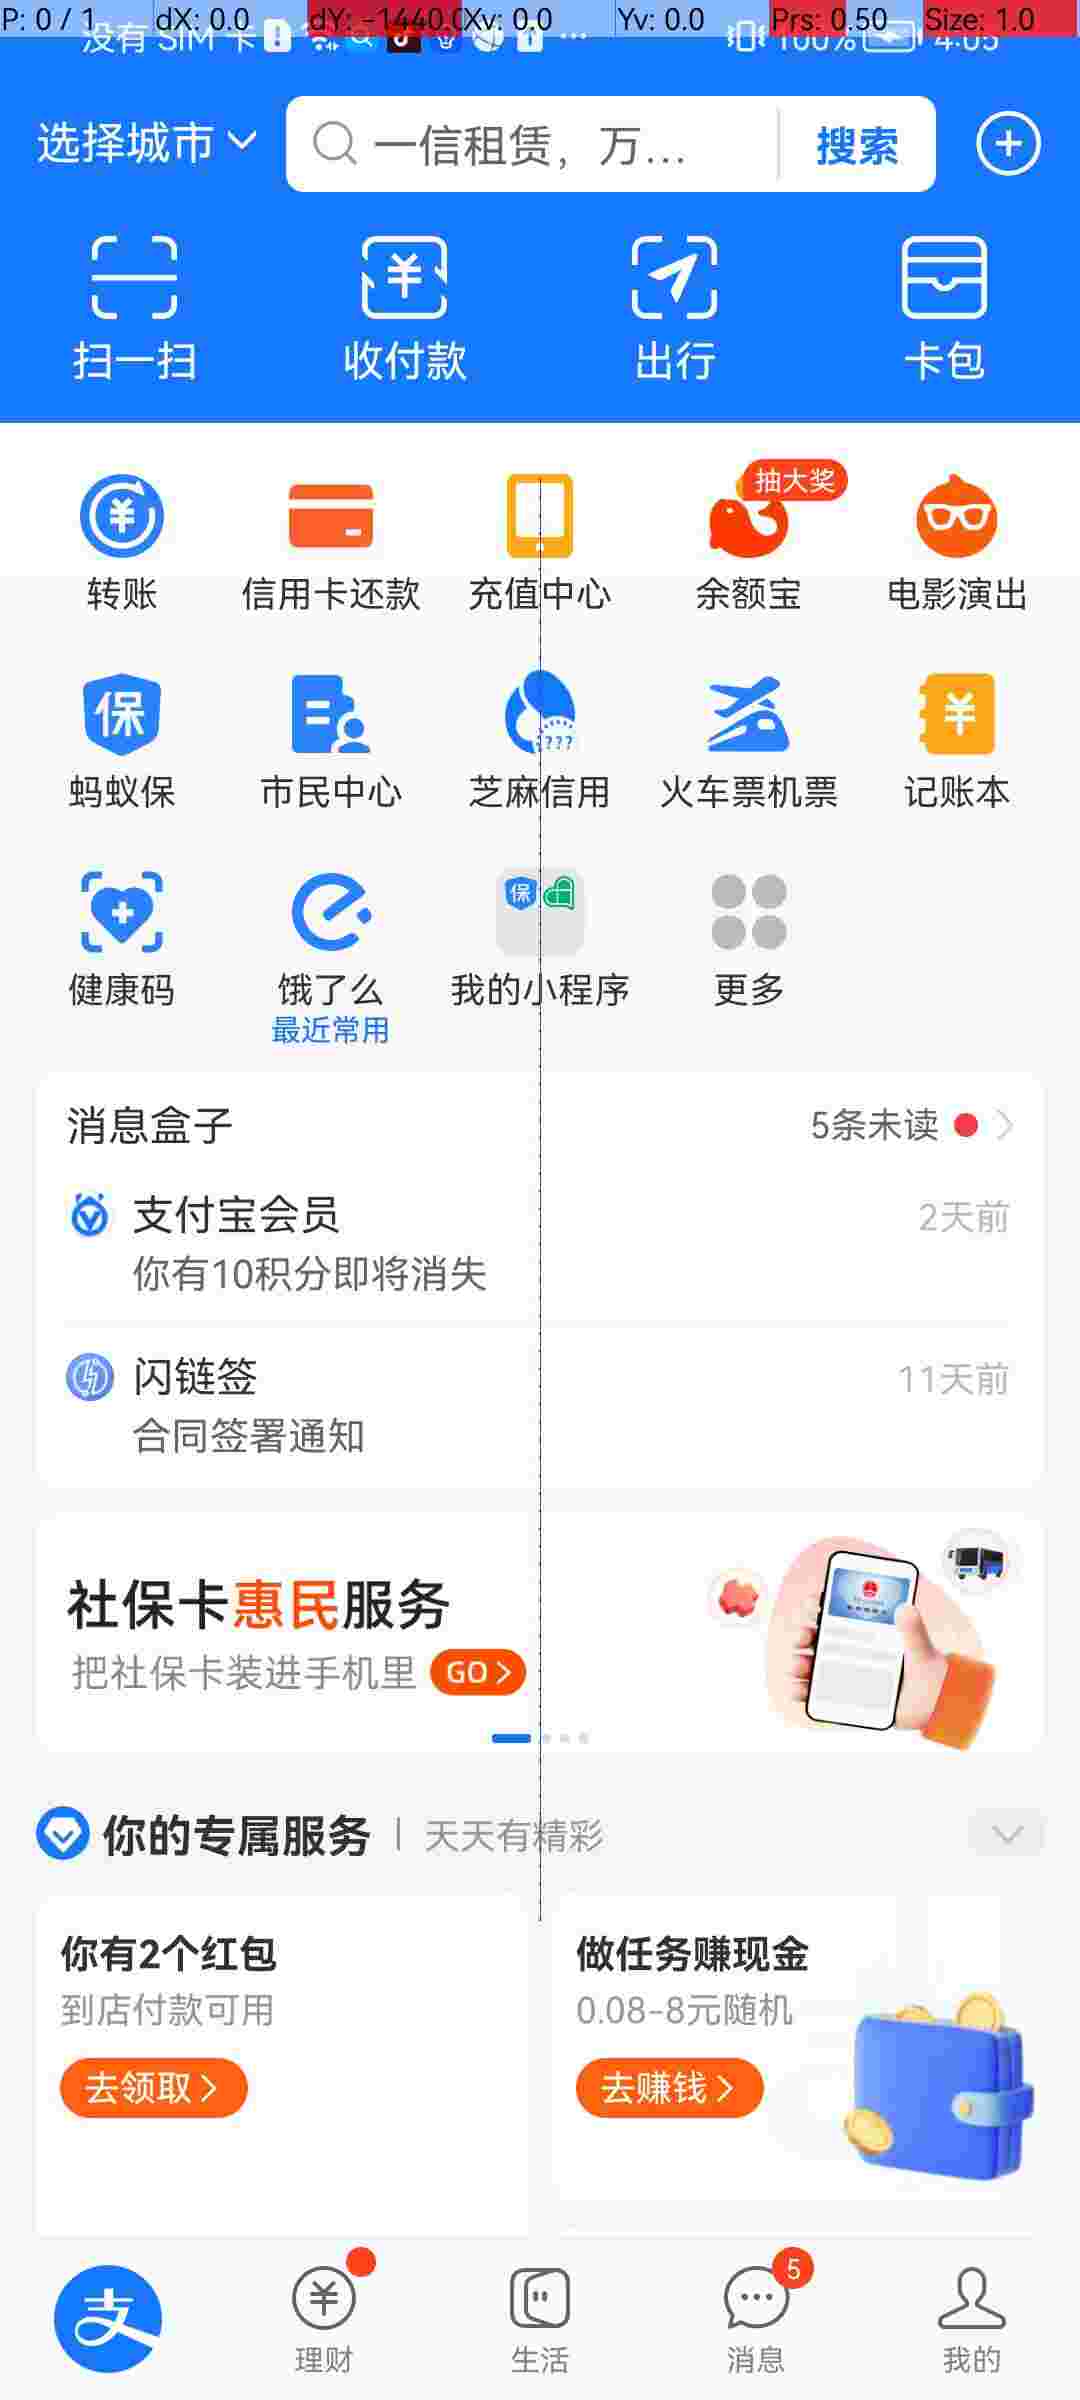 P: 0 / 1 dX: 0.0 dY: -1440.0 Xv: 0.0 Yv: 0.0 Prs: 0.50 Size: 1.0
没有 SIM 卡 100% 4:05
选择城市 一信租赁，万... 搜索
扫一扫 收付款 出行 卡包
抽大奖
转账 信用卡还款 充值中心 余额宝 电影演出
保 ???
蚂蚁保 市民中心 芝麻信用 火车票机票 记账本
保
健康码 饿了么 我的小程序 更多
最近常用
消息盒子 5条未读
支付宝会员 2天前
你有10积分即将消失
闪链签 11天前
合同签署通知
社保卡惠民服务
把社保卡装进手机里 GO
你的专属服务 天天有精彩
你有2个红包 做任务赚现金
到店付款可用 0.08-8元随机
去领取 去赚钱
支 5
理财 生活 消息 我的